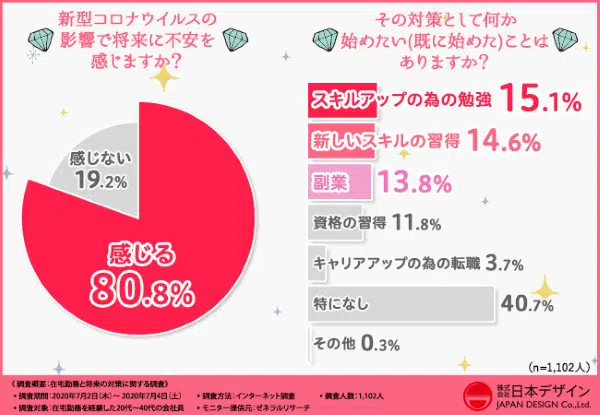 新型コロナウイルスの
影響で将来に不安を
感じますか？
感じない
19.2%
感じる
80.8%
その対策として何か
始めたい(既に始めた)ことは
ありますか？
スキルアップの為の勉強 15.1%
新しいスキルの習得 14.6%
副業 13.8%
資格の習得 11.8%
キャリアアップの為の転職 3.7%
特になし 40.7%
その他 0.3%
(n=1,102人)
《調査概要：在宅勤務と将来の対策に関する調査》
・調査期間：2020年7月2日(木)～ 2020年7月4日(土) ・調査方法：インターネット調査 ・調査人数：1,102人
・調査対象：在宅勤務を経験した20代～40代の会社員 ・モニター提供元：ゼネラルリサーチ
株式会社 日本デザイン
JAPAN DESIGN Co.,Ltd.